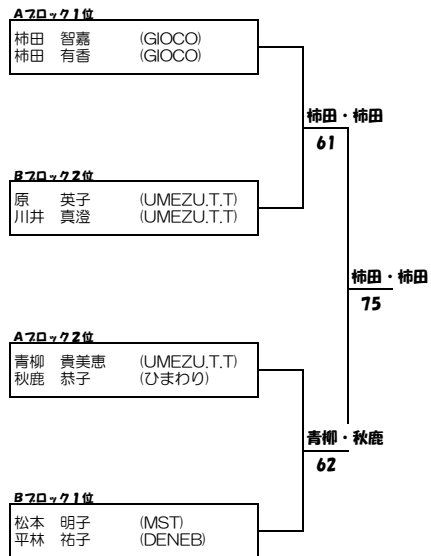 Aブロック1位
柿田 智嘉 (GIOCO)
柿田 有香 (GIOCO)
柿田・柿田
61
Bブロック2位
原 英子 (UMEZU.T.T)
川井 真澄 (UMEZU.T.T)
柿田・柿田
75
Aブロック2位
青柳 貴美恵 (UMEZU.T.T)
秋鹿 恭子 (ひまわり)
青柳・秋鹿
62
Bブロック1位
松本 明子 (MST)
平林 祐子 (DENEB)